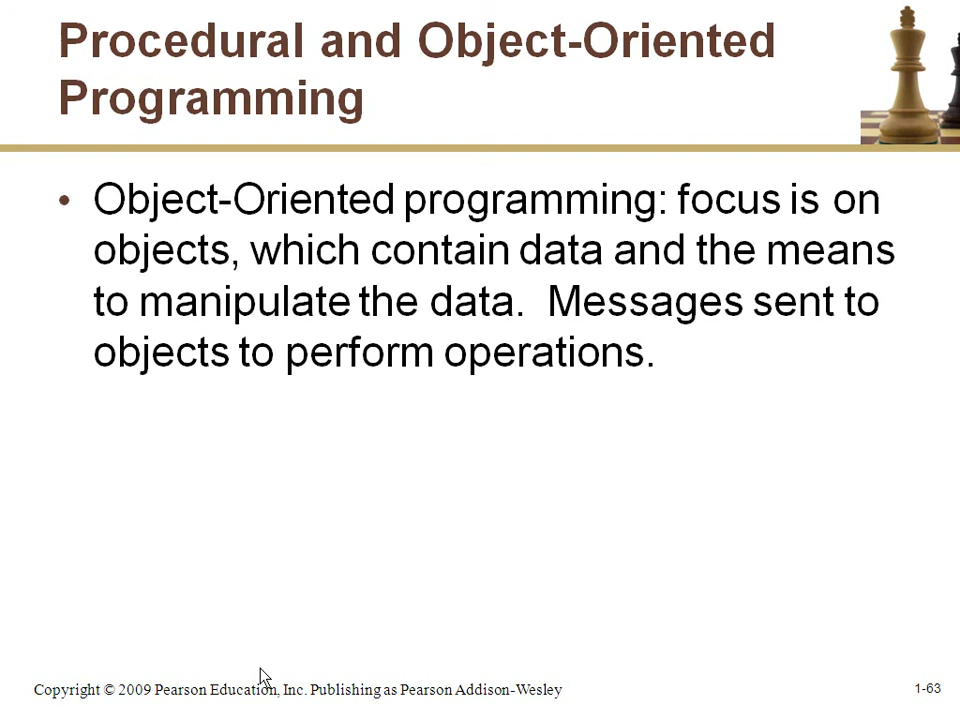 Procedural and Object-Oriented
Programming
• Object-Oriented programming: focus is on
objects, which contain data and the means
to manipulate the data.  Messages sent to
objects to perform operations.
Copyright © 2009 Pearson Education, Inc. Publishing as Pearson Addison-Wesley
1-63